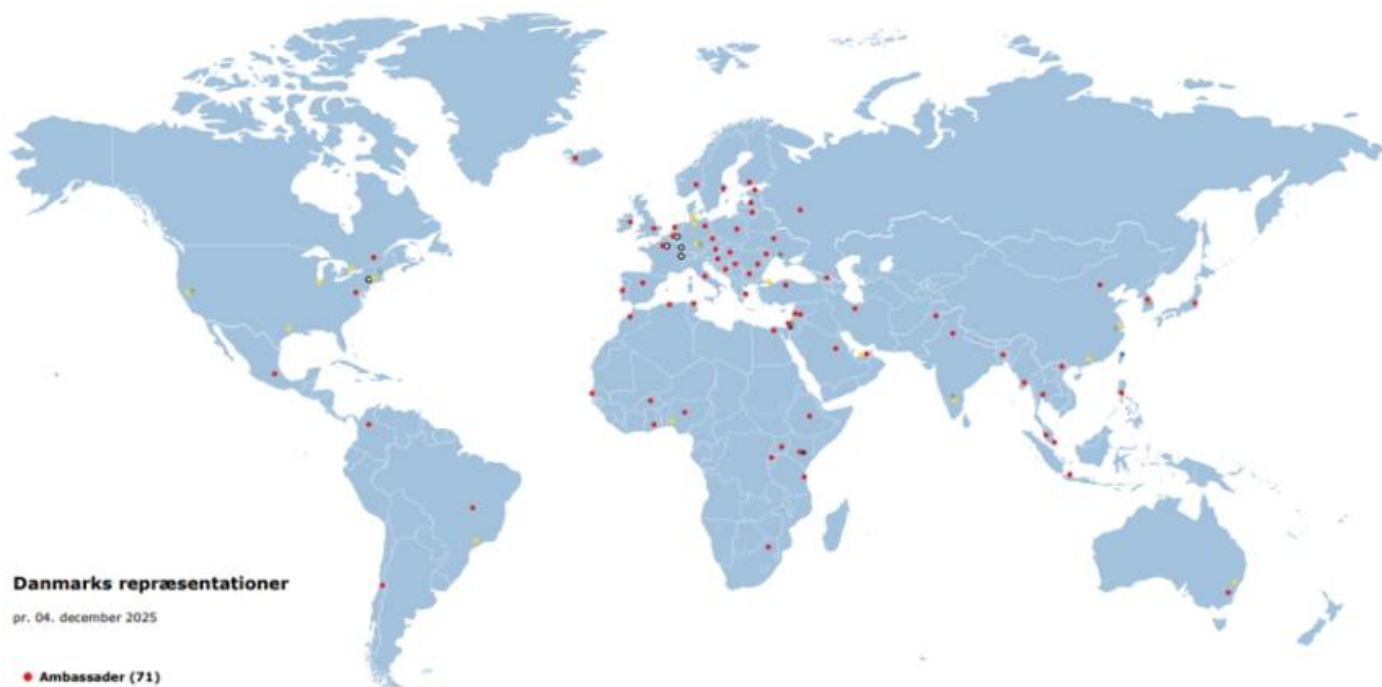 Danmarks repræsentationer
pr. 04. december 2025
Ambassader (71)